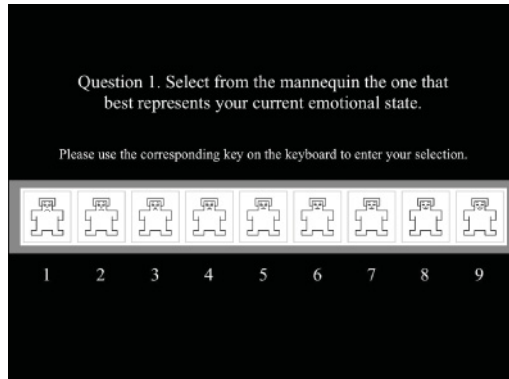 Question 1. Select from the mannequin the one that
best represents your current emotional state.
Please use the corresponding key on the keyboard to enter your selection.
1 2 3 4 5 6 7 8 9